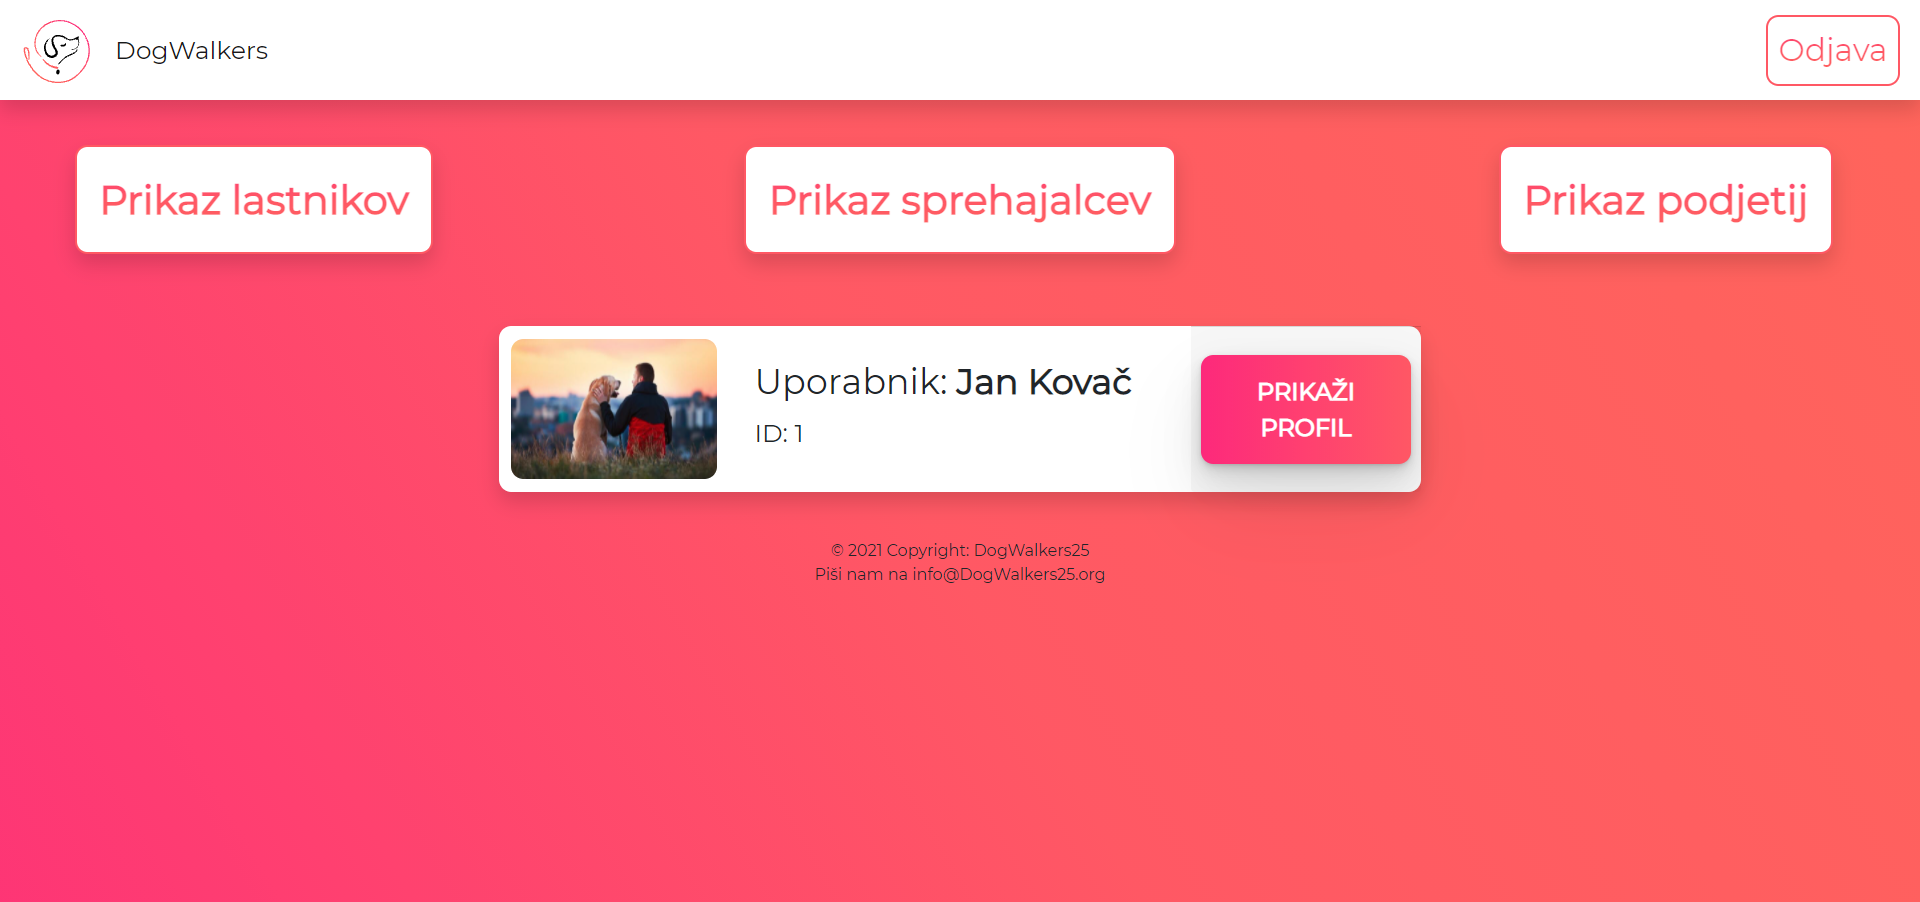 DogWalkers
Odjava
Prikaz lastnikov
Prikaz sprehajalcev
Prikaz podjetij
Uporabnik: Jan Kovač
ID: 1
PRIKAŽI
PROFIL
© 2021 Copyright: DogWalkers25
Piši nam na info@DogWalkers25.org